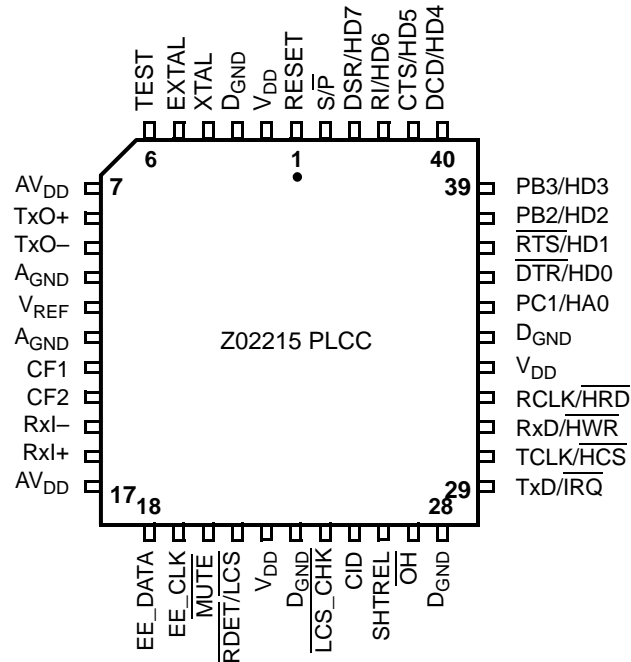 TEST
EXTAL
XTAL
DGND
VDD
RESET
S/P
DSR/HD7
RI/HD6
CTS/HD5
DCD/HD4
6
1
40
7
39
AVDD
TxO+
TxO–
AGND
VREF
AGND
CF1
CF2
RxI–
RxI+
AVDD
Z02215 PLCC
PB3/HD3
PB2/HD2
RTS/HD1
DTR/HD0
PC1/HA0
DGND
VDD
RCLK/HRD
RxD/HWR
TCLK/HCS
TxD/IRQ
17
18
29
28
EE_DATA
EE_CLK
MUTE
RDET/LCS
VDD
DGND
LCS_CHK
CID
SHTREL
OH
DGND